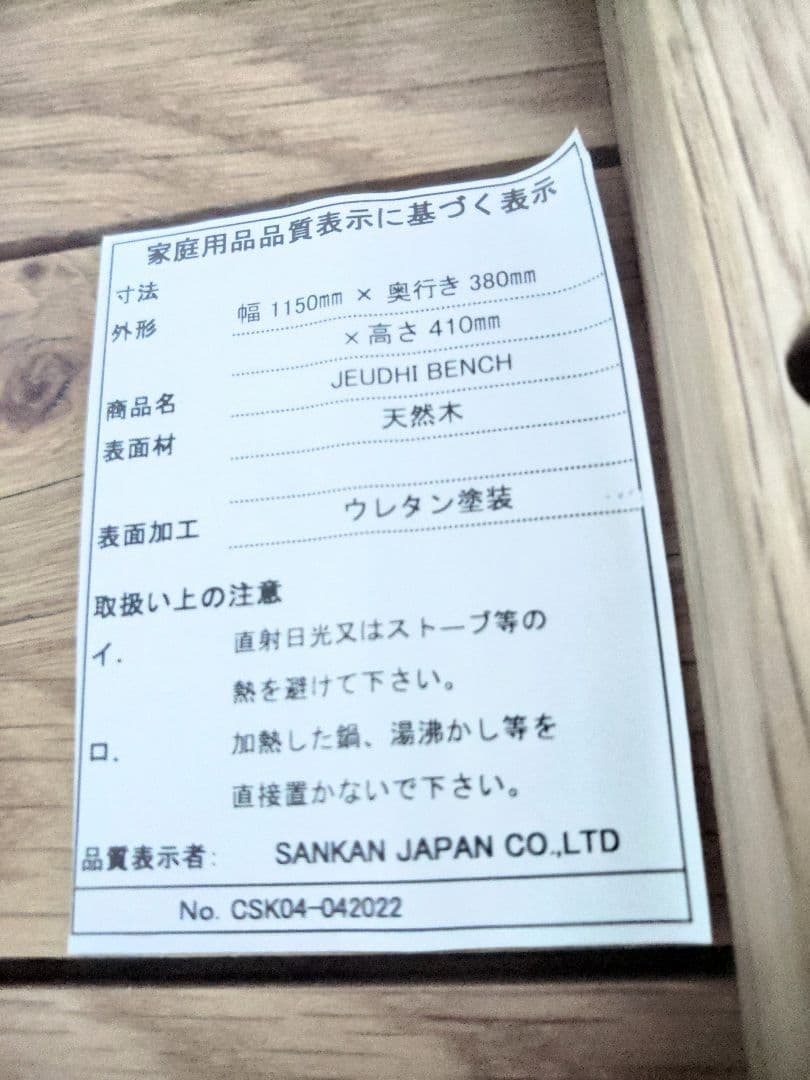 家庭用品品質表示に基づく表示
寸法
外形 幅 1150mm × 奥行き 380mm
× 高さ 410mm
商品名 JEUDHI BENCH
表面材 天然木
表面加工 ウレタン塗装
取扱い上の注意
イ. 直射日光又はストーブ等の
熱を避けて下さい。
ロ. 加熱した鍋、湯沸かし等を
直接置かないで下さい。
品質表示者: SANKAN JAPAN CO.,LTD
No. CSK04-042022